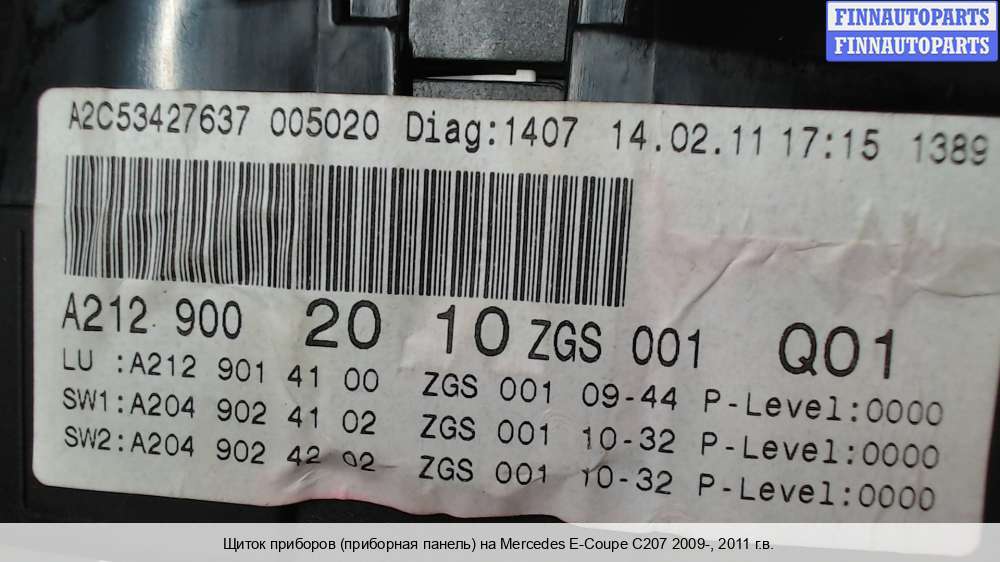 FINNAUTOPARTS
FINNAUTOPARTS
A2C53427637 005020 Diag:1407 14.02.11 17:15 1389
A212 900 20 10 ZGS 001 Q01
LU :A212 901 41 00 ZGS 001 09-44 P-Level:0000
SW1:A204 902 41 02 ZGS 001 10-32 P-Level:0000
SW2:A204 902 42 02 ZGS 001 10-32 P-Level:0000
Щиток приборов (приборная панель) на Mercedes E-Coupe C207 2009-, 2011 г.в.